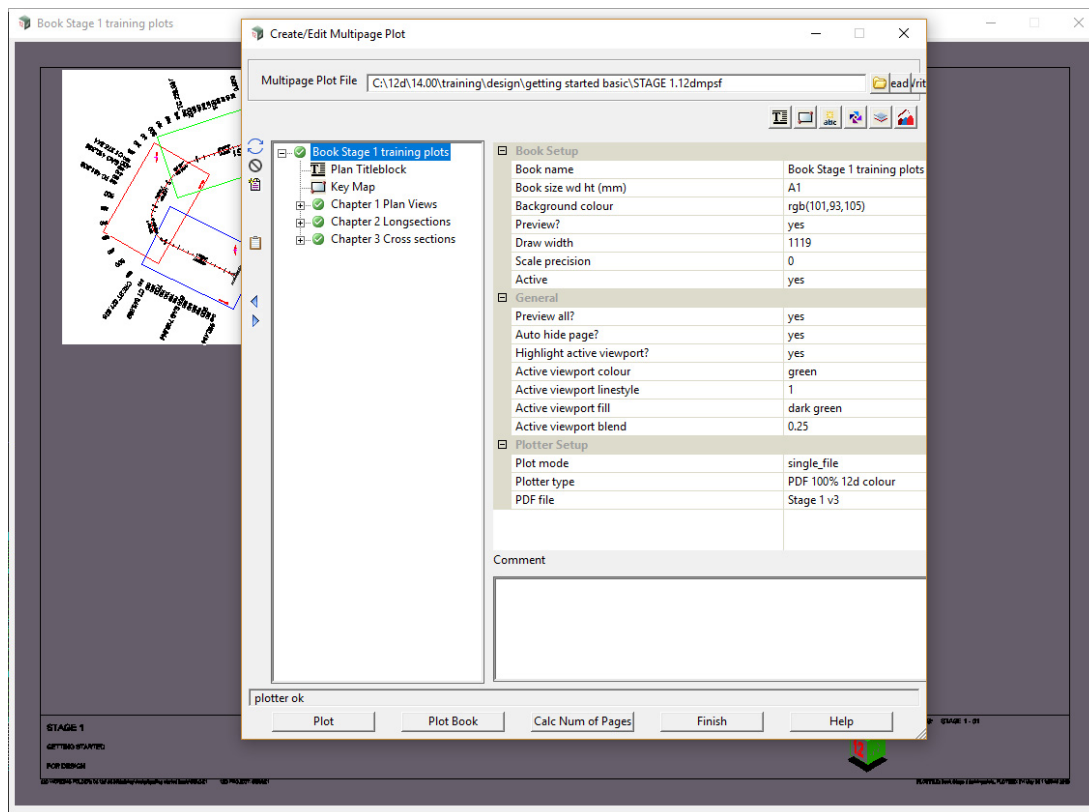 Book Stage 1 training plots
Create/Edit Multipage Plot
Multipage Plot File C:\12d\14.00\training\design\getting started basic\STAGE 1.12dmpsf ead Vrit
abc
Book Stage 1 training plots
Plan Titleblock
Key Map
Chapter 1 Plan Views
Chapter 2 Longsections
Chapter 3 Cross sections
Book Setup
Book name Book Stage 1 training plots
Book size wd ht (mm) A1
Background colour rgb(101,93,105)
Preview? yes
Draw width 1119
Scale precision 0
Active yes
General
Preview all? yes
Auto hide page? yes
Highlight active viewport? yes
Active viewport colour green
Active viewport linestyle 1
Active viewport fill dark green
Active viewport blend 0.25
Plotter Setup
Plot mode single_file
Plotter type PDF 100% 12d colour
PDF file Stage 1 v3
Comment
plotter ok
Plot Plot Book Calc Num of Pages Finish Help
STAGE 1 STAGE 1 - 01
GETTING STARTED
FOR DESIGN